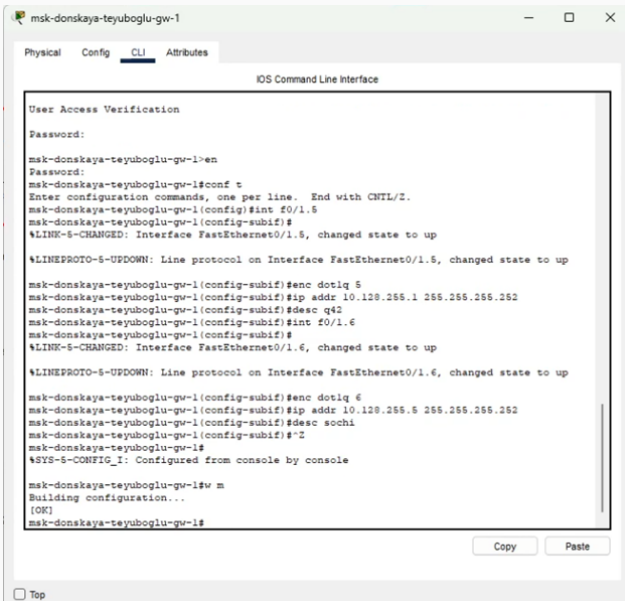 msk-donskaya-teyuboglu-gw-1
Physical Config CLI Attributes
IOS Command Line Interface
User Access Verification
Password:
msk-donskaya-teyuboglu-gw-1>en
Password:
msk-donskaya-teyuboglu-gw-1#conf t
Enter configuration commands, one per line. End with CNTL/Z.
msk-donskaya-teyuboglu-gw-1(config)#int f0/1.5
msk-donskaya-teyuboglu-gw-1(config-subif)#
%LINK-5-CHANGED: Interface FastEthernet0/1.5, changed state to up
%LINEPROTO-5-UPDOWN: Line protocol on Interface FastEthernet0/1.5, changed state to up
msk-donskaya-teyuboglu-gw-1(config-subif)#enc dot1q 5
msk-donskaya-teyuboglu-gw-1(config-subif)#ip addr 10.128.255.1 255.255.255.252
msk-donskaya-teyuboglu-gw-1(config-subif)#desc q42
msk-donskaya-teyuboglu-gw-1(config-subif)#int f0/1.6
msk-donskaya-teyuboglu-gw-1(config-subif)#
%LINK-5-CHANGED: Interface FastEthernet0/1.6, changed state to up
%LINEPROTO-5-UPDOWN: Line protocol on Interface FastEthernet0/1.6, changed state to up
msk-donskaya-teyuboglu-gw-1(config-subif)#enc dot1q 6
msk-donskaya-teyuboglu-gw-1(config-subif)#ip addr 10.128.255.5 255.255.255.252
msk-donskaya-teyuboglu-gw-1(config-subif)#desc sochi
msk-donskaya-teyuboglu-gw-1(config-subif)#^Z
msk-donskaya-teyuboglu-gw-1#
%SYS-5-CONFIG_I: Configured from console by console
msk-donskaya-teyuboglu-gw-1#w m
Building configuration...
[OK]
msk-donskaya-teyuboglu-gw-1#
Copy Paste
Top